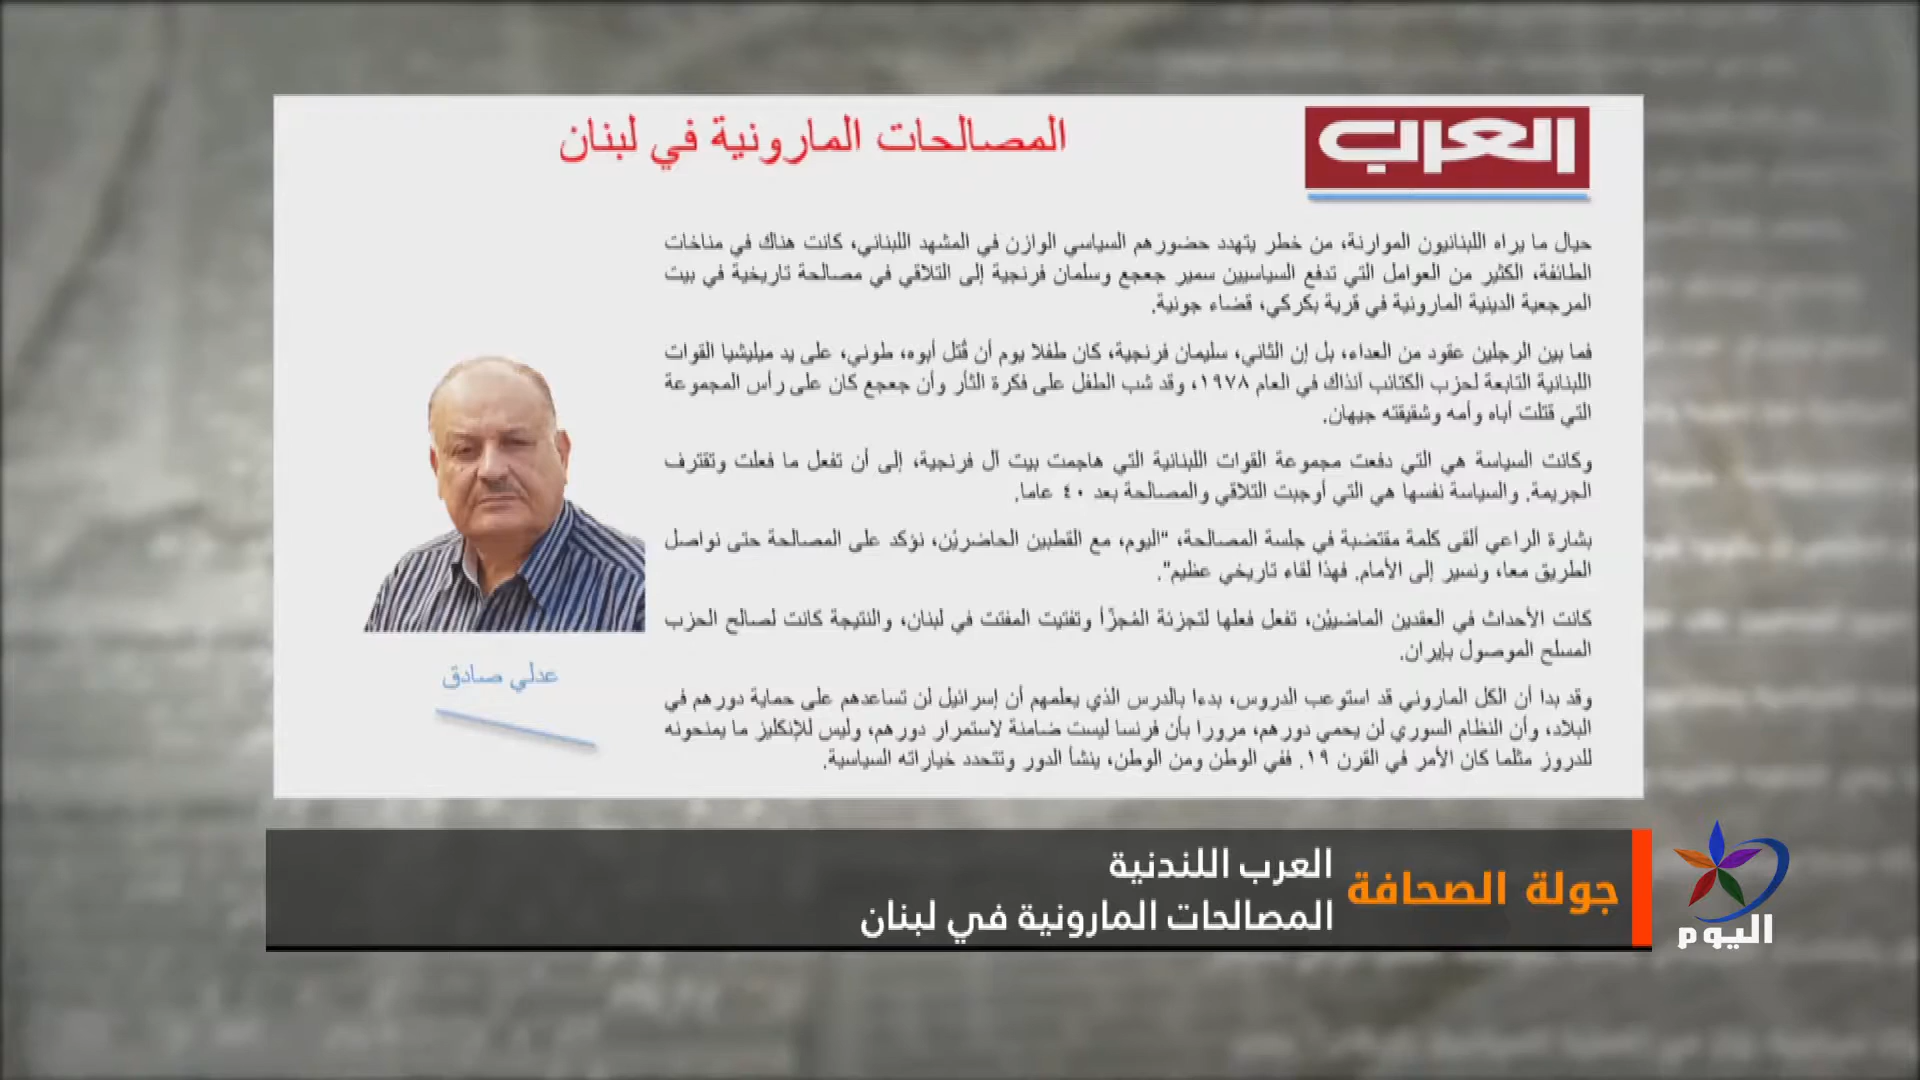 العرب
المصالحات المارونية في لبنان
حيال ما يراه اللبنانيون الموارنة، من خطر يتهدد حضورهم السياسي الوازن في المشهد اللبناني، كانت هناك في مناخات
الطائفة، الكثير من العوامل التي تدفع السياسيين سمير جعجع وسلمان فرنجية إلى التلاقي في مصالحة تاريخية في بيت
المرجعية الدينية المارونية في قرية بكركي، قضاء جونية.
فما بين الرجلين عقود من العداء، بل إن الثاني، سليمان فرنجية، كان طفلا يوم أن قُتل أبوه، طوني، على يد ميليشيا القوات
اللبنانية التابعة لحزب الكتائب آنذاك في العام ١٩٧٨، وقد شب الطفل على فكرة الثأر وأن جعجع كان على رأس المجموعة
التي قتلت أباه وأمه وشقيقته جيهان.
وكانت السياسة هي التي دفعت مجموعة القوات اللبنانية التي هاجمت بيت آل فرنجية، إلى أن تفعل ما فعلت وتقترف
الجريمة. والسياسة نفسها هي التي أوجبت التلاقي والمصالحة بعد ٤٠ عاما.
بشارة الراعي ألقى كلمة مقتضبة في جلسة المصالحة، “اليوم، مع القطبين الحاضريْن، نؤكد على المصالحة حتى نواصل
الطريق معا، ونسير إلى الأمام. فهذا لقاء تاريخي عظيم”.
كانت الأحداث في العقدين الماضييْن، تفعل فعلها لتجزئة المُجزّأ وتفتيت المفتت في لبنان، والنتيجة كانت لصالح الحزب
المسلح الموصول بإيران.
وقد بدا أن الكل الماروني قد استوعب الدروس، بدءا بالدرس الذي يعلمهم أن إسرائيل لن تساعدهم على حماية دورهم في
البلاد، وأن النظام السوري لن يحمي دورهم، مرورا بأن فرنسا ليست ضامنة لاستمرار دورهم، وليس للإنكليز ما يمنحونه
للدروز مثلما كان الأمر في القرن ١٩. ففي الوطن ومن الوطن، ينشأ الدور وتتحدد خياراته السياسية.
عدلي صادق
جولة الصحافة
العرب اللندنية
المصالحات المارونية في لبنان
اليوم